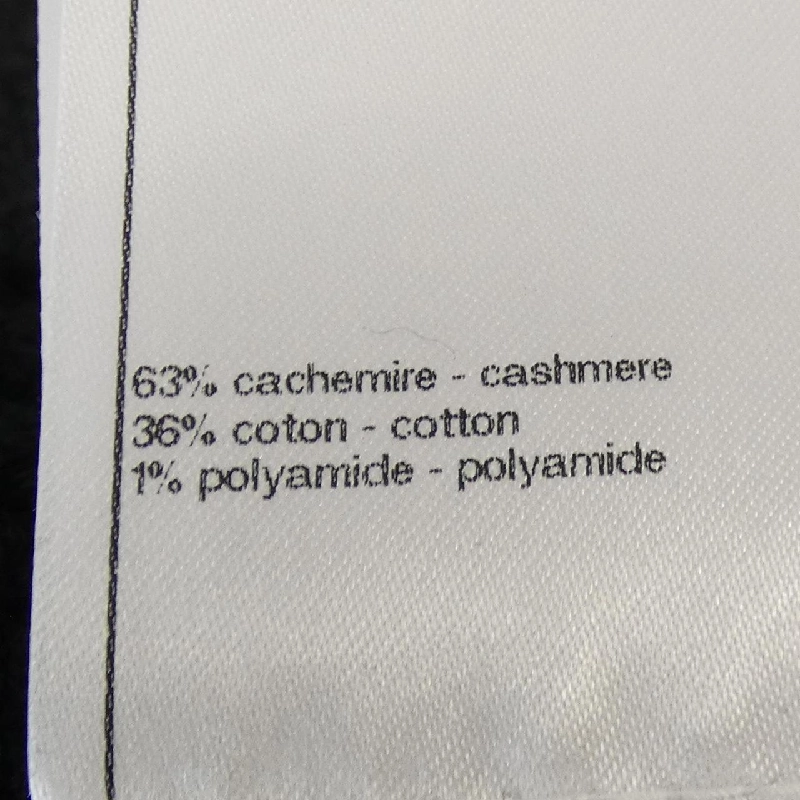 63% cachemire - cashmere
36% coton - cotton
1% polyamide - polyamide